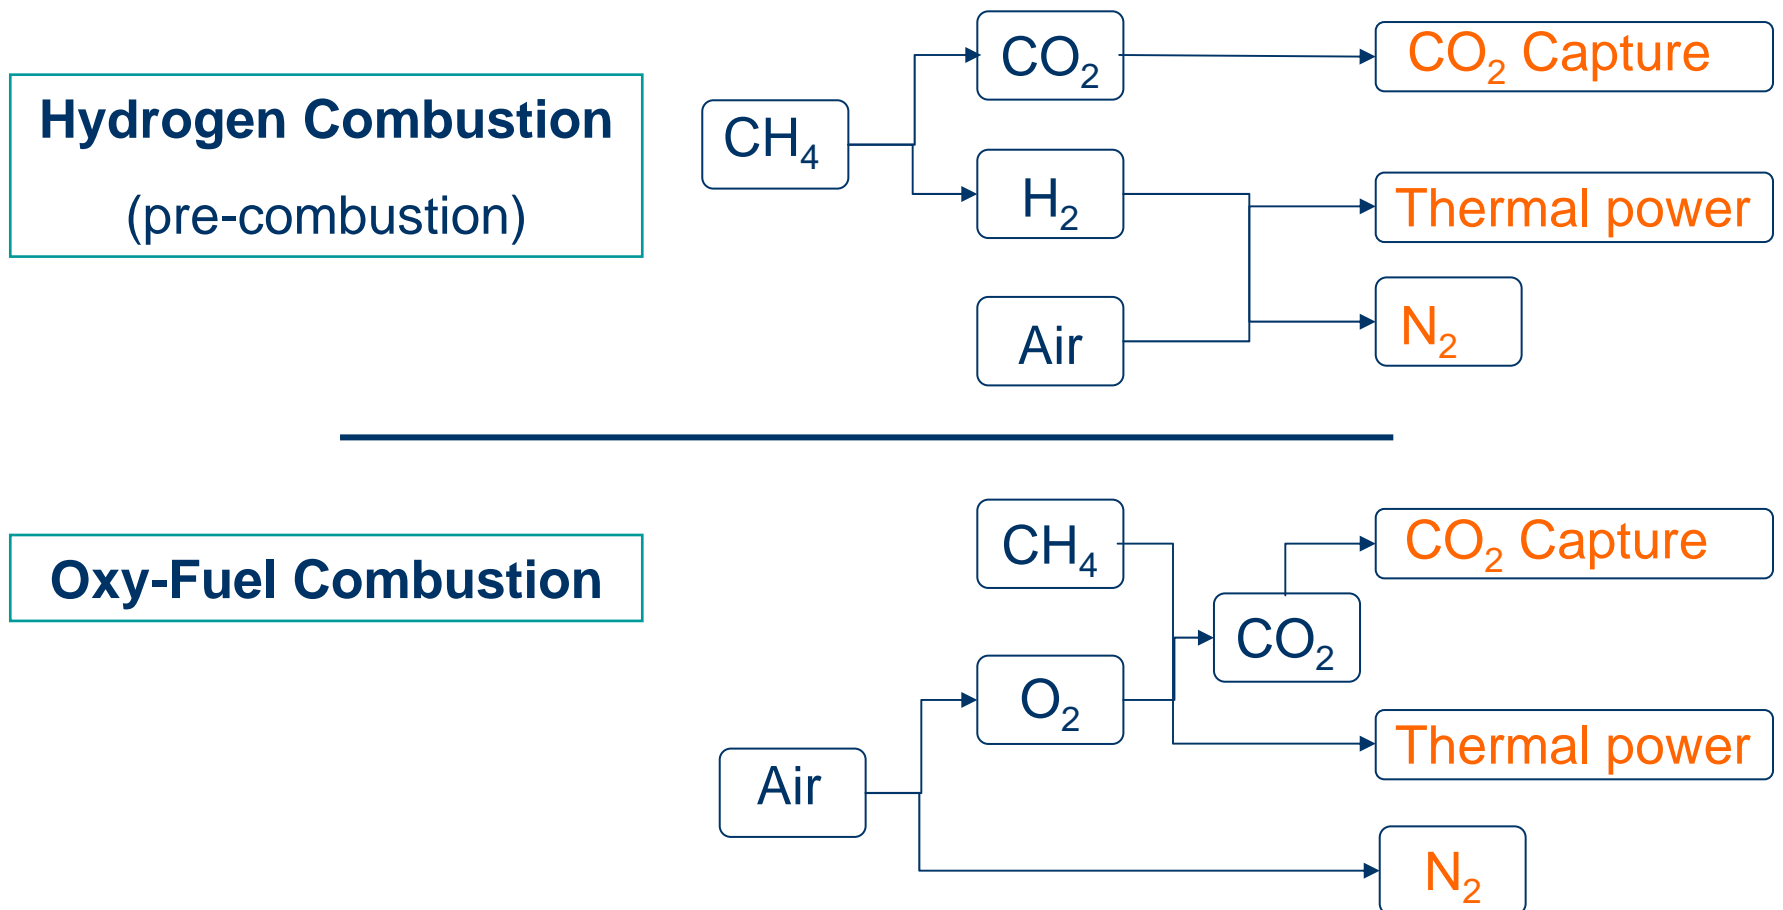 Hydrogen Combustion
(pre-combustion)
CH₄
CO₂
H₂
Air
CO₂ Capture
Thermal power
N₂
Oxy-Fuel Combustion
CH₄
O₂
Air
CO₂
CO₂ Capture
Thermal power
N₂